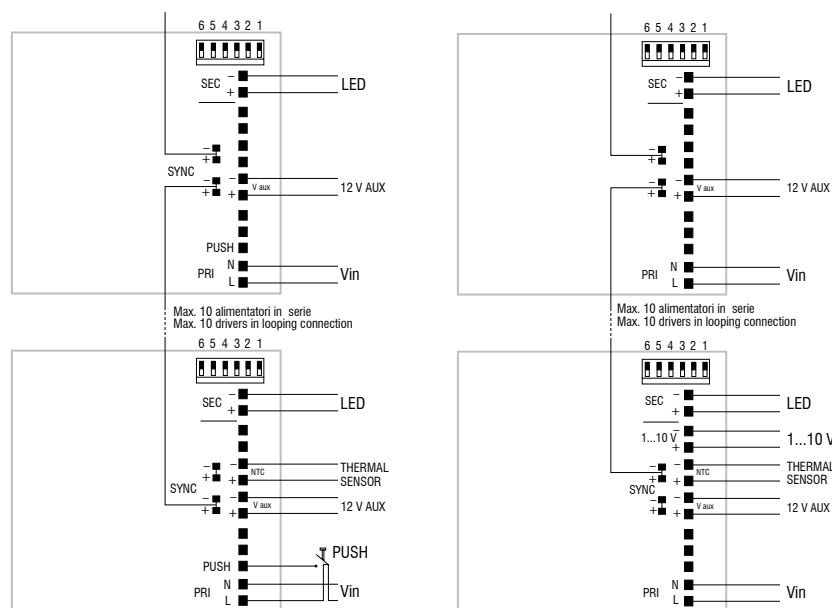 6 5 4 3 2 1
SEC
-
+
LED
-
+
SYNC
-
+
-
+
V aux
12 V AUX
PUSH
PRI
N
L
Vin
Max. 10 alimentatori in serie
Max. 10 drivers in looping connection
6 5 4 3 2 1
SEC
-
+
LED
-
+
NTC
THERMAL
SENSOR
-
+
SYNC
-
+
-
+
V aux
12 V AUX
PUSH
PUSH
PRI
N
L
Vin
6 5 4 3 2 1
SEC
-
+
LED
-
+
-
+
-
+
V aux
12 V AUX
PRI
N
L
Vin
Max. 10 alimentatori in serie
Max. 10 drivers in looping connection
6 5 4 3 2 1
SEC
-
+
LED
1...10 V
-
+
1...10 V
-
+
NTC
THERMAL
SENSOR
-
+
SYNC
-
+
-
+
V aux
12 V AUX
PRI
N
L
Vin